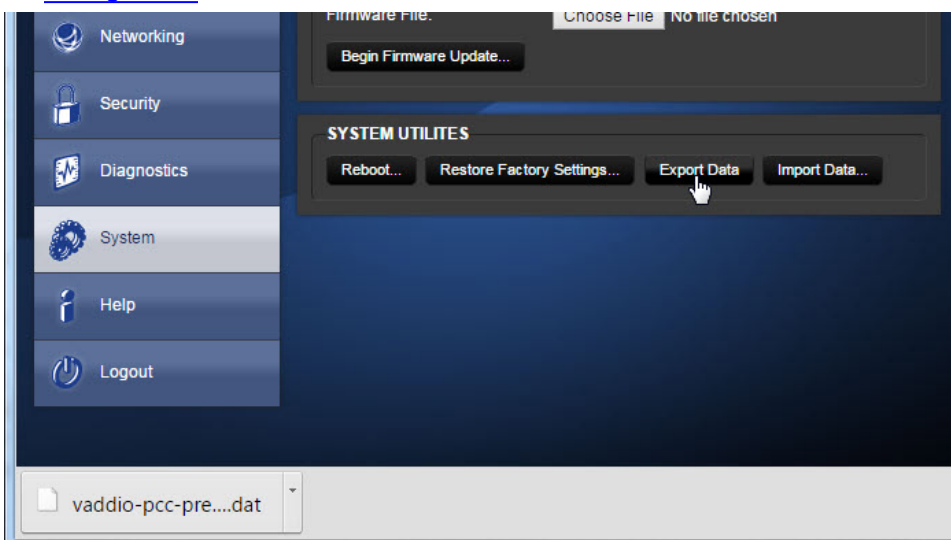 Networking
Firmware File: Choose File No file chosen
Begin Firmware Update...
Security
SYSTEM UTILITES
Diagnostics
Reboot... Restore Factory Settings... Export Data Import Data...
System
Help
Logout
vaddio-pcc-pre....dat